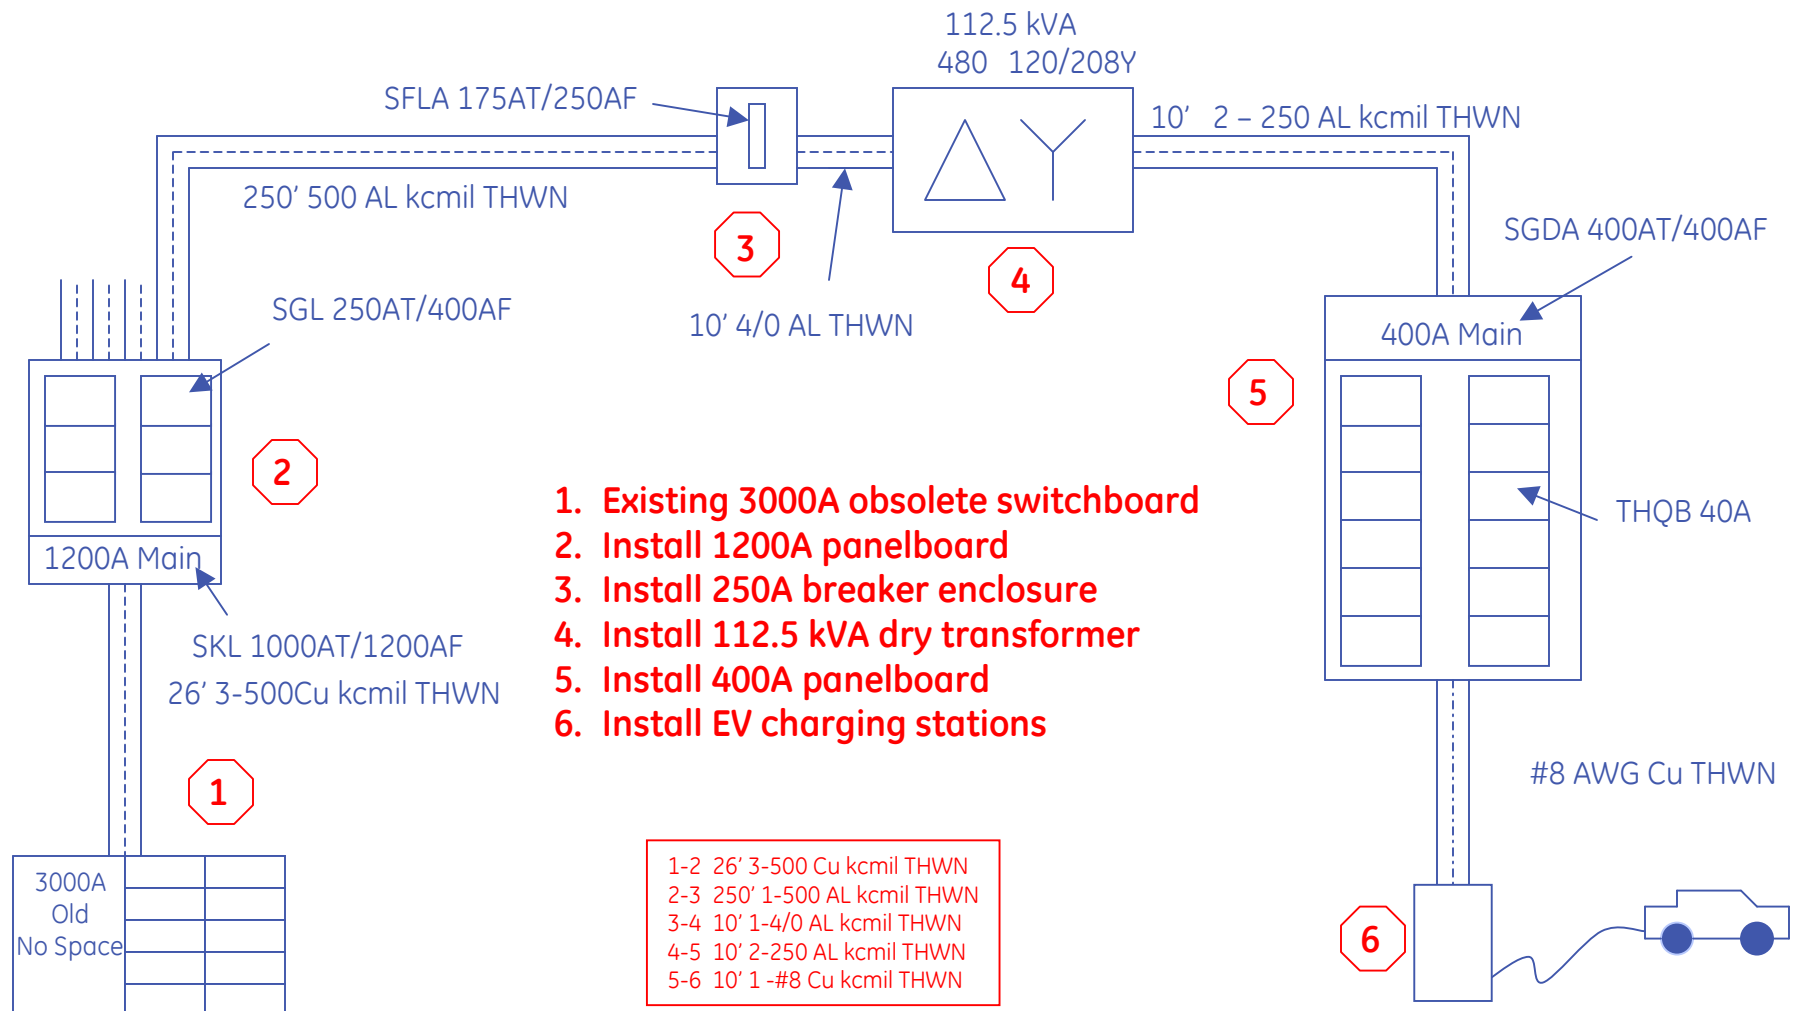 112.5 kVA
480   120/208Y
SFLA 175AT/250AF
10’   2 – 250 AL kcmil THWN
250’ 500 AL kcmil THWN
3
4
SGDA 400AT/400AF
SGL 250AT/400AF
10’ 4/0 AL THWN
400A Main
5
2
1. Existing 3000A obsolete switchboard
2. Install 1200A panelboard
3. Install 250A breaker enclosure
4. Install 112.5 kVA dry transformer
5. Install 400A panelboard
6. Install EV charging stations
THQB 40A
1200A Main
SKL 1000AT/1200AF
26’ 3-500Cu kcmil THWN
1
#8 AWG Cu THWN
3000A
Old
No Space
1-2 26’ 3-500 Cu kcmil THWN
2-3 250’ 1-500 AL kcmil THWN
3-4 10’ 1-4/0 AL kcmil THWN
4-5 10’ 2-250 AL kcmil THWN
5-6 10’ 1 -#8 Cu kcmil THWN
6